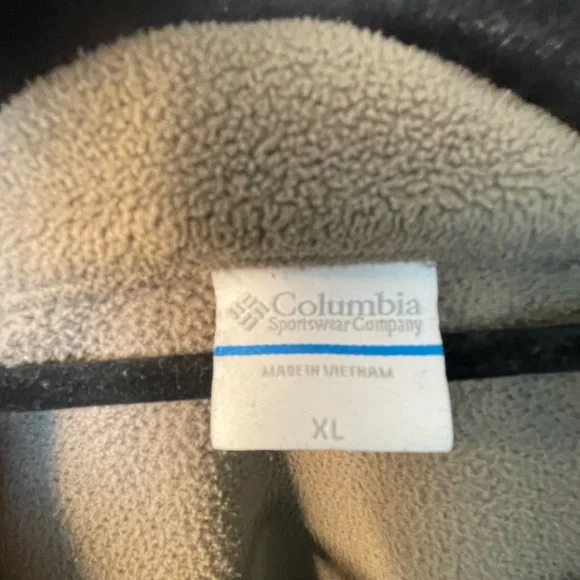 Columbia
Sportswear Company
MADE IN VIETNAM
XL